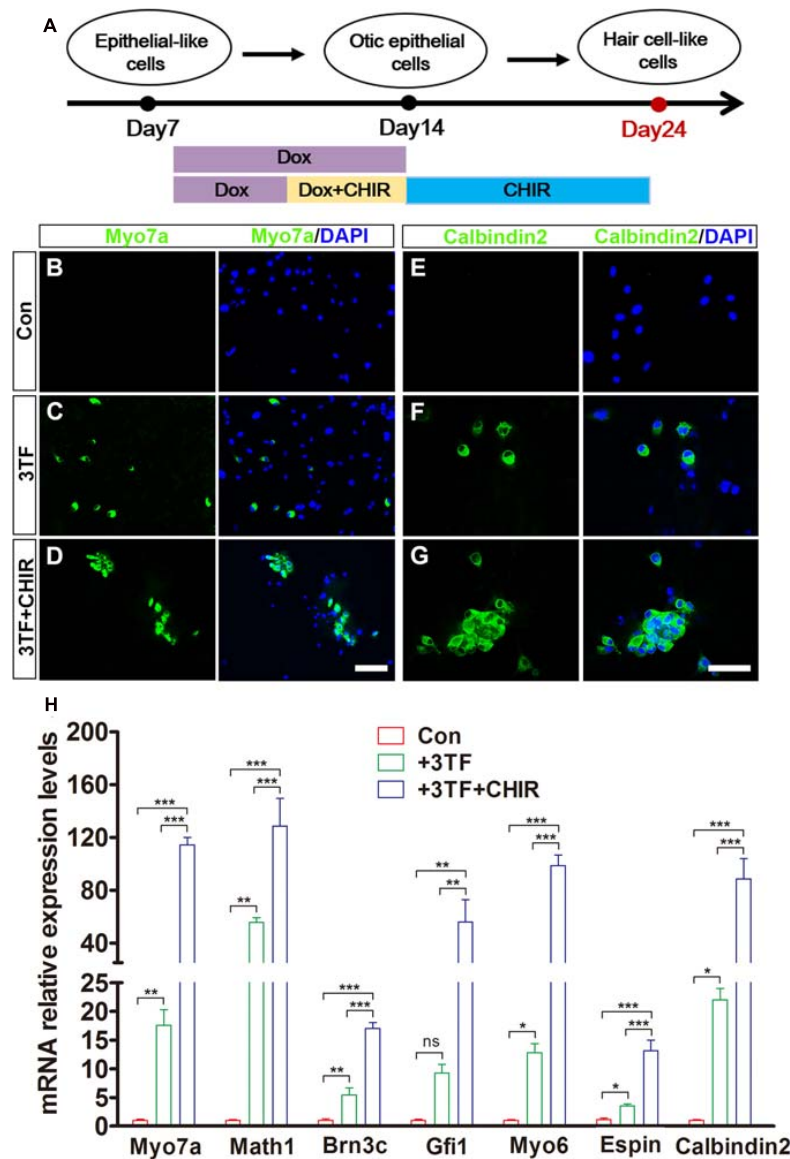 A
Epithelial-like cells
Otic epithelial cells
Hair cell-like cells
Day7
Day14
Day24
Dox
Dox
Dox+CHIR
CHIR
Myo7a
Myo7a/DAPI
Calbindin2
Calbindin2/DAPI
Con
B
E
3TF
C
F
3TF+CHIR
D
G
H
mRNA relative expression levels
200
160
120
80
40
25
20
15
10
5
0
Con
+3TF
+3TF+CHIR
***
***
**
***
***
**
***
***
**
**
**
ns
***
***
*
***
***
*
***
***
*
Myo7a
Math1
Brn3c
Gfi1
Myo6
Espin
Calbindin2